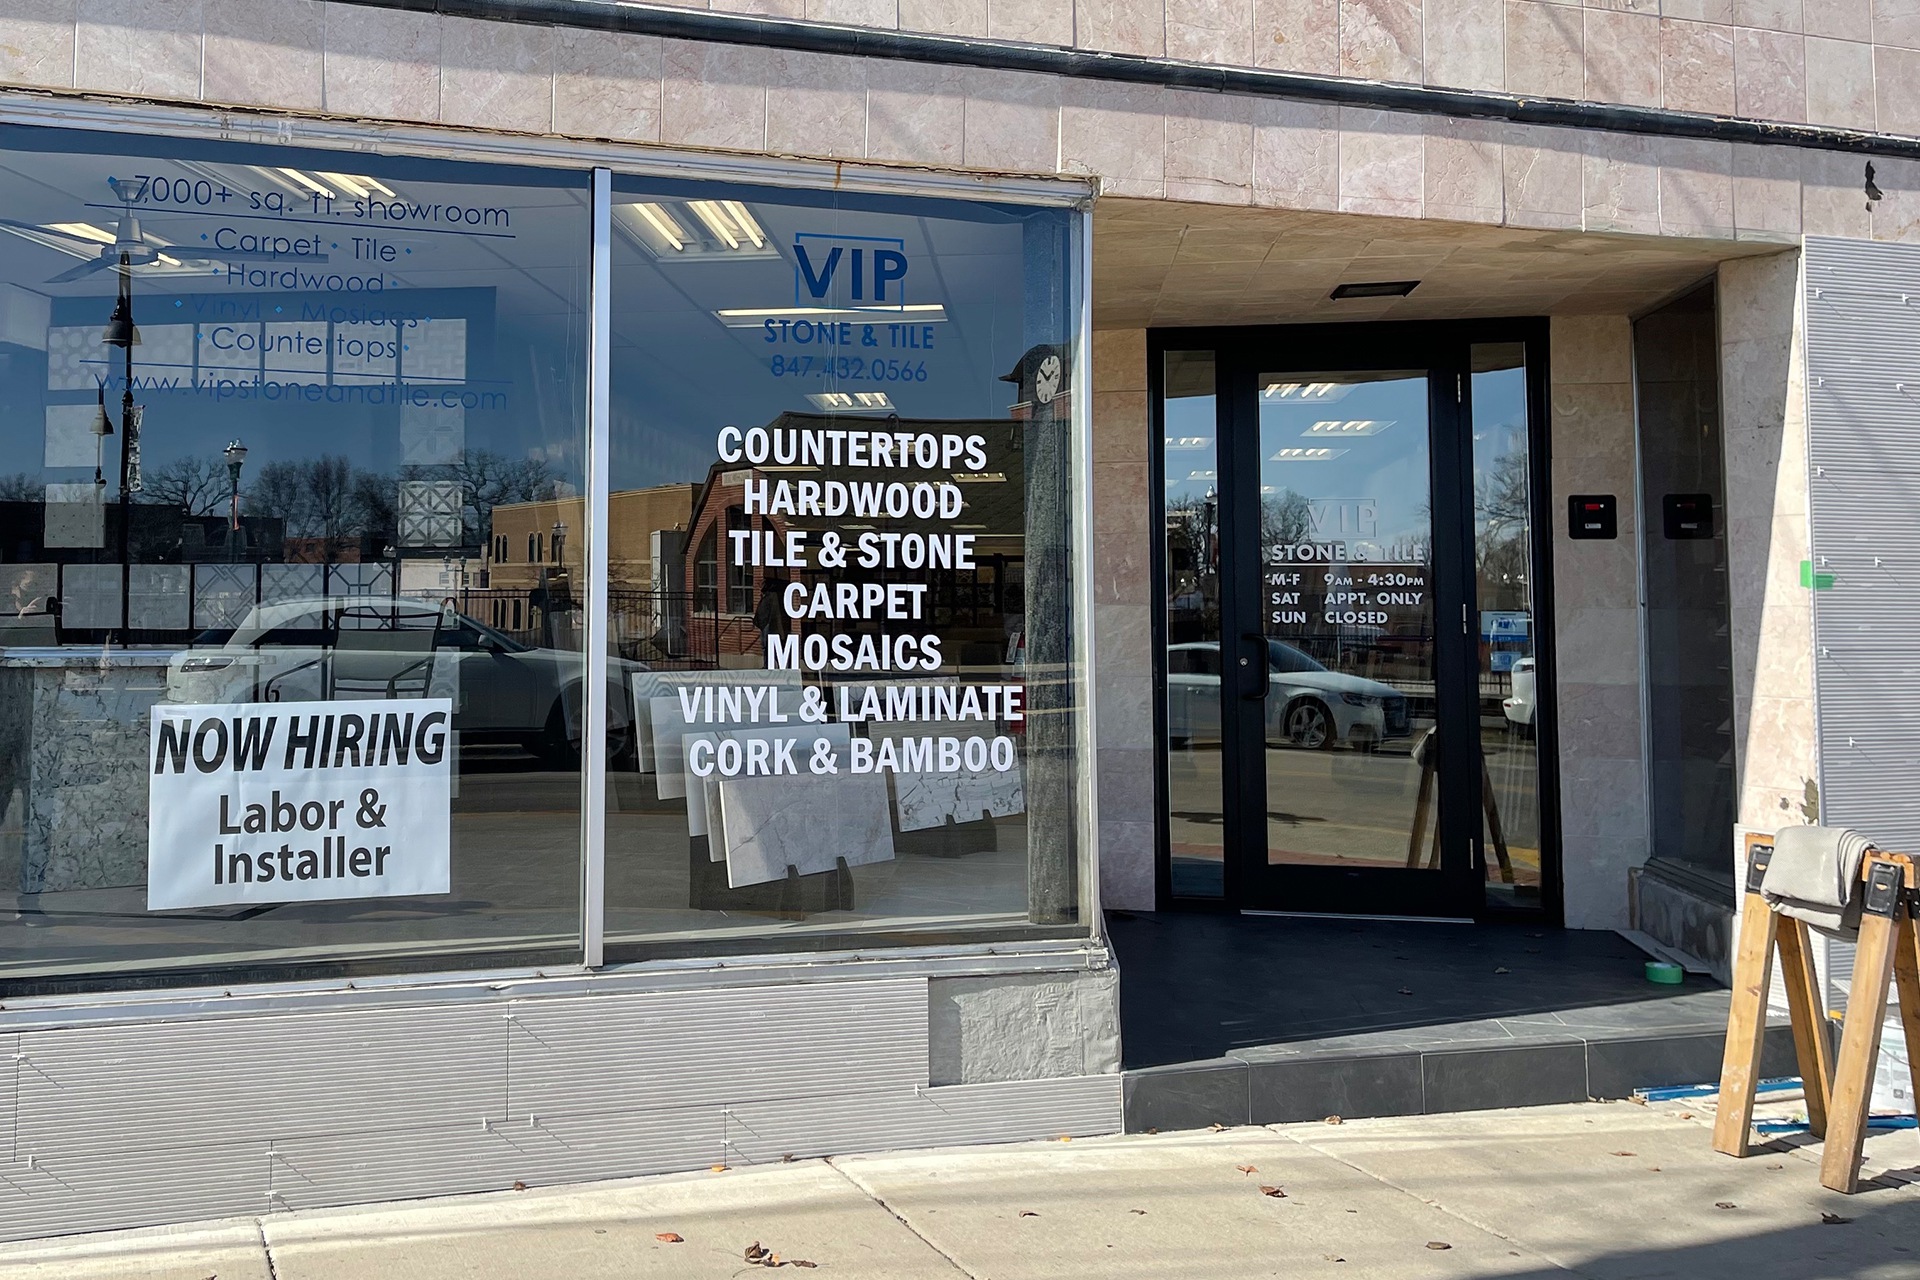 7000+ sq. ft. showroom
Carpet • Tile
Hardwood
Vinyl • Mosaics
Countertops
www.vipstoneandtile.com
VIP
STONE & TILE
847.432.0566
COUNTERTOPS
HARDWOOD
TILE & STONE
CARPET
MOSAICS
VINYL & LAMINATE
CORK & BAMBOO
NOW HIRING
Labor &
Installer
VIP
STONE & TILE
M-F 9AM - 4:30PM
SAT APPT. ONLY
SUN CLOSED